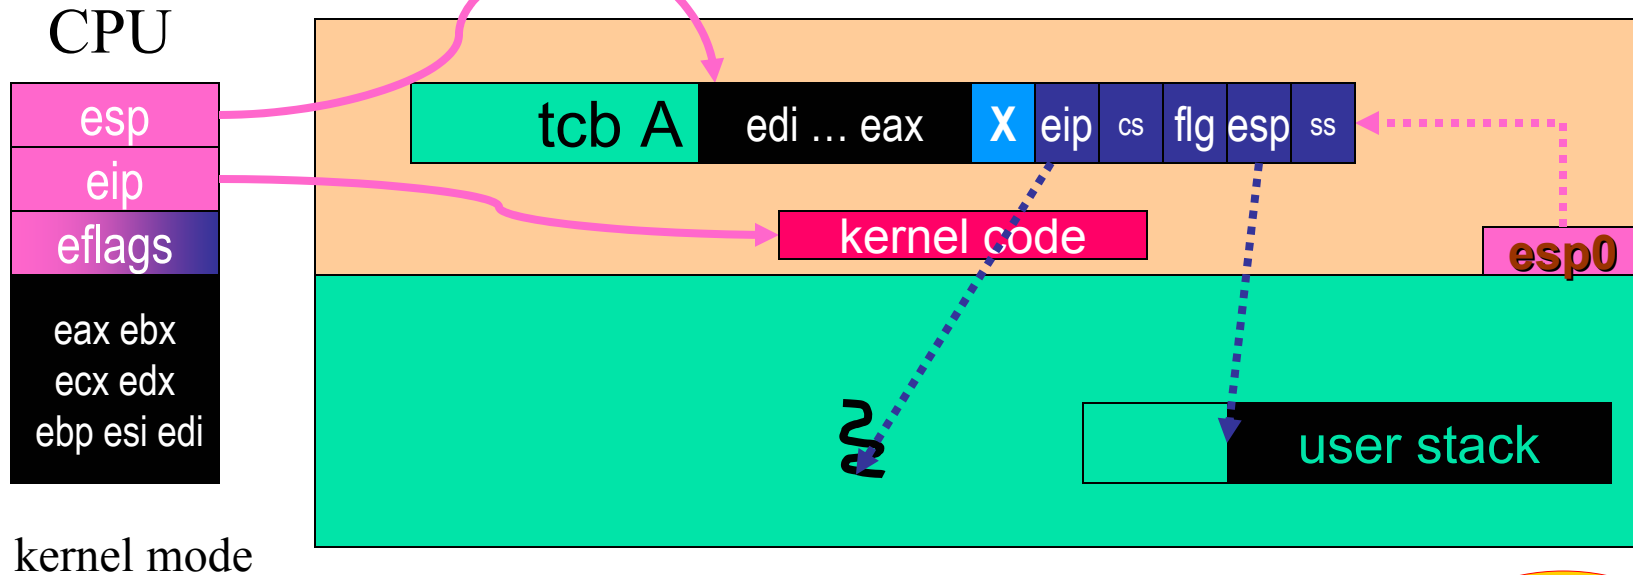 CPU
esp
eip
eflags
eax ebx
ecx edx
ebp esi edi
kernel mode
tcb A
edi … eax
X
eip
cs
flg
esp
ss
kernel code
esp0
user stack